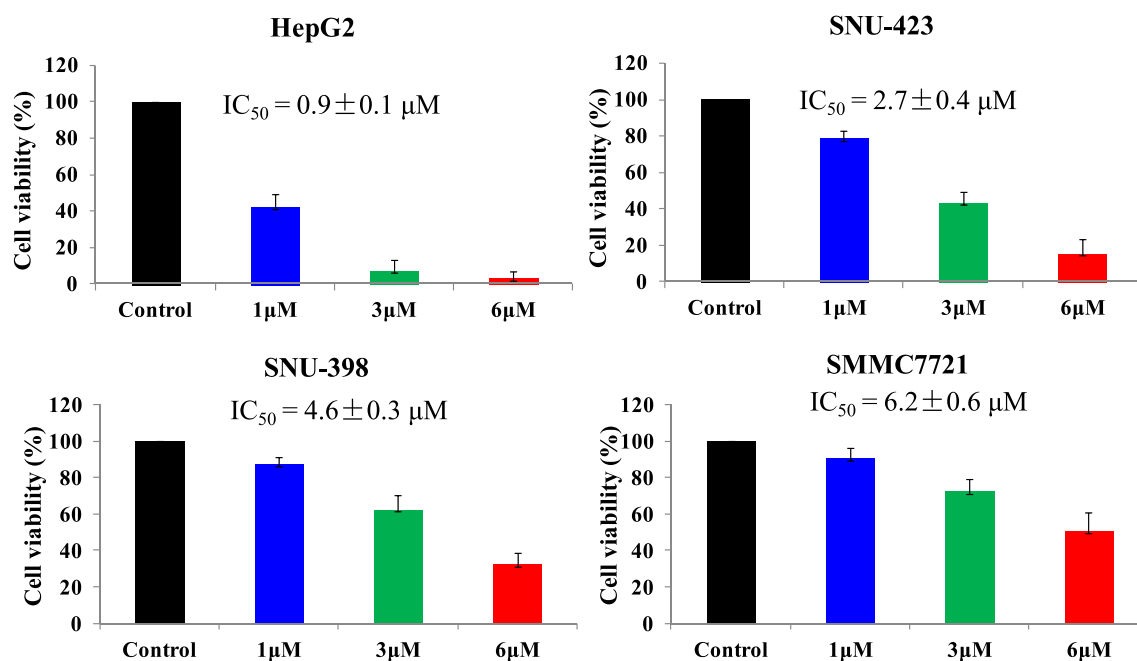 HepG2
IC50 = 0.9±0.1 μM
Cell viability (%)
120
100
80
60
40
20
0
Control 1μM 3μM 6μM
SNU-423
IC50 = 2.7±0.4 μM
Cell viability (%)
120
100
80
60
40
20
0
Control 1μM 3μM 6μM
SNU-398
IC50 = 4.6±0.3 μM
Cell viability (%)
120
100
80
60
40
20
0
Control 1μM 3μM 6μM
SMMC7721
IC50 = 6.2±0.6 μM
Cell viability (%)
120
100
80
60
40
20
0
Control 1μM 3μM 6μM